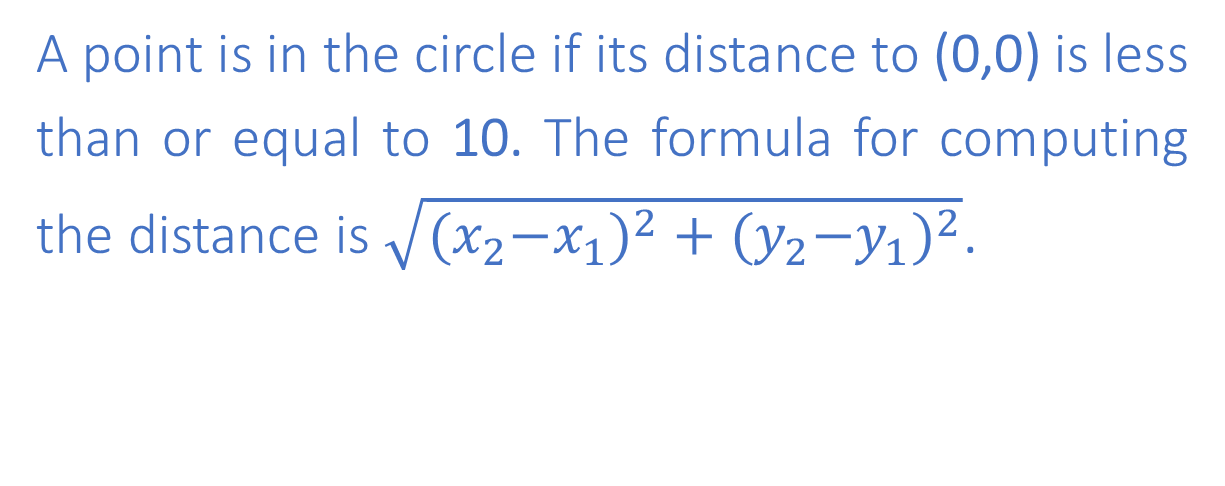 A point is in the circle if its distance to (0,0) is less
than or equal to 10. The formula for computing
the distance is √(x₂−x₁)² + (y₂−y₁)².